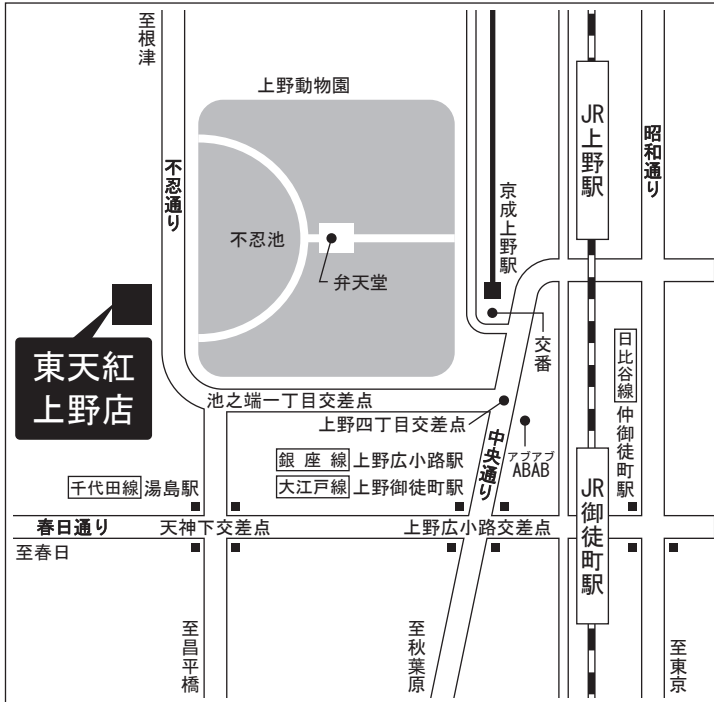 至根津
上野動物園
不忍通り
JR上野駅
昭和通り
京成上野駅
不忍池
弁天堂
東天紅
上野店
交番
日比谷線 仲御徒町駅
池之端一丁目交差点
上野四丁目交差点
中央通り
アブアブ
ABAB
銀座線 上野広小路駅
千代田線 湯島駅
大江戸線 上野御徒町駅
JR御徒町駅
春日通り
天神下交差点
上野広小路交差点
至春日
至昌平橋
至秋葉原
至東京